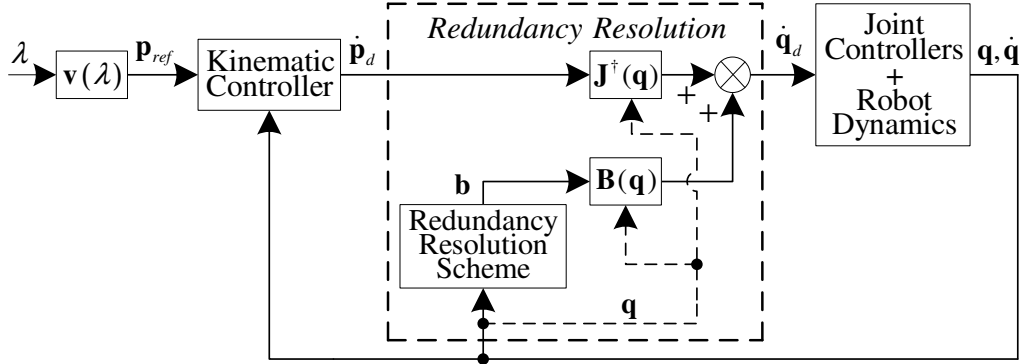 λ
v(λ)
p_ref
Kinematic
Controller
ṗ_d
Redundancy Resolution
J†(q)
+
+
q̇_d
Joint
Controllers
+
Robot
Dynamics
q, q̇
b
B(q)
Redundancy
Resolution
Scheme
q